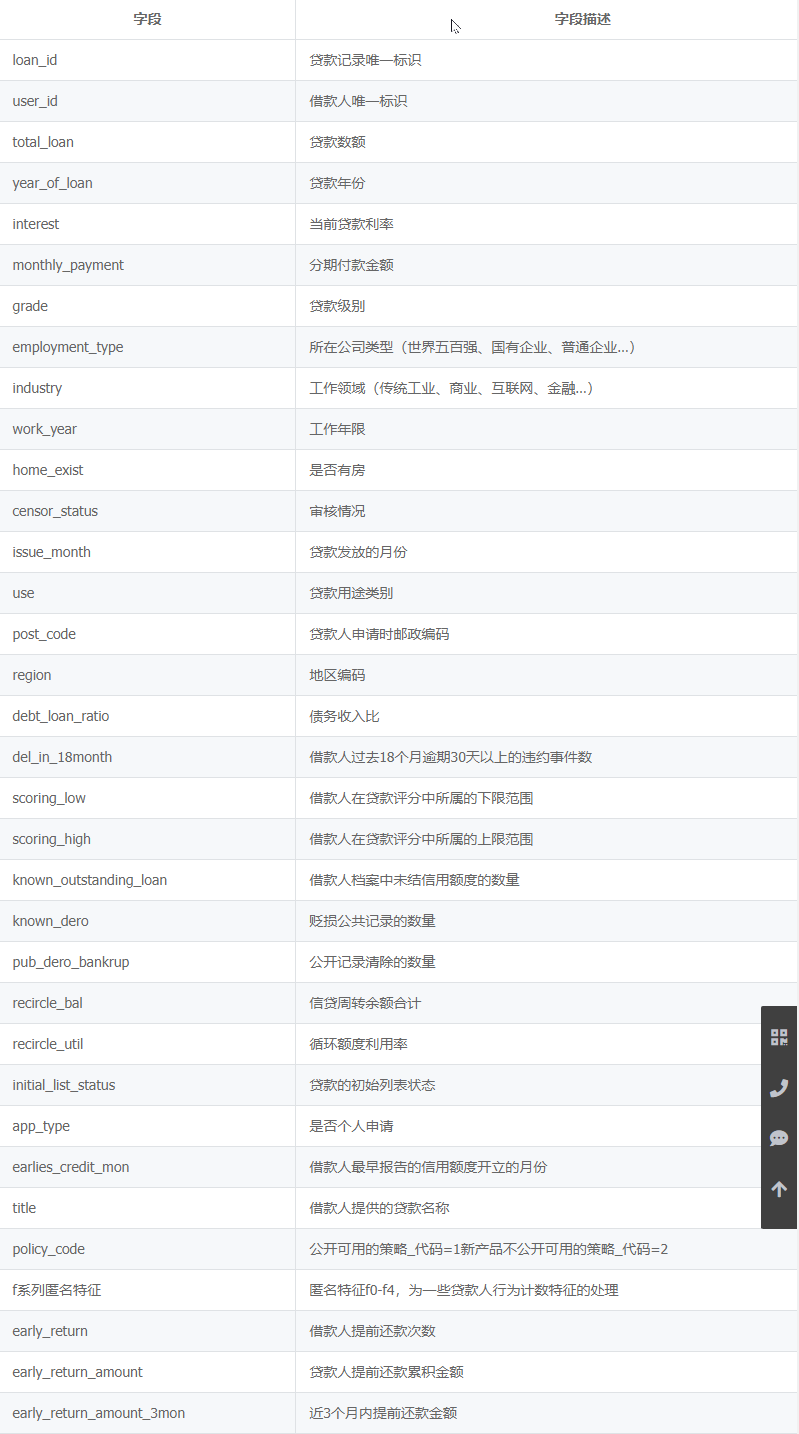 字段 字段描述
loan_id 贷款记录唯一标识
user_id 借款人唯一标识
total_loan 贷款数额
year_of_loan 贷款年份
interest 当前贷款利率
monthly_payment 分期付款金额
grade 贷款级别
employment_type 所在公司类型（世界五百强、国有企业、普通企业...）
industry 工作领域（传统工业、商业、互联网、金融...）
work_year 工作年限
home_exist 是否有房
censor_status 审核情况
issue_month 贷款发放的月份
use 贷款用途类别
post_code 贷款人申请时邮政编码
region 地区编码
debt_loan_ratio 债务收入比
del_in_18month 借款人过去18个月逾期30天以上的违约事件数
scoring_low 借款人在贷款评分中所属的下限范围
scoring_high 借款人在贷款评分中所属的上限范围
known_outstanding_loan 借款人档案中未结信用额度的数量
known_dero 贬损公共记录的数量
pub_dero_bankrup 公开记录清除的数量
recircle_bal 信贷周转余额合计
recircle_util 循环额度利用率
initial_list_status 贷款的初始列表状态
app_type 是否个人申请
earlies_credit_mon 借款人最早报告的信用额度开立的月份
title 借款人提供的贷款名称
policy_code 公开可用的策略_代码=1新产品不公开可用的策略_代码=2
f系列匿名特征 匿名特征f0-f4，为一些贷款人行为计数特征的处理
early_return 借款人提前还款次数
early_return_amount 贷款人提前还款累积金额
early_return_amount_3mon 近3个月内提前还款金额